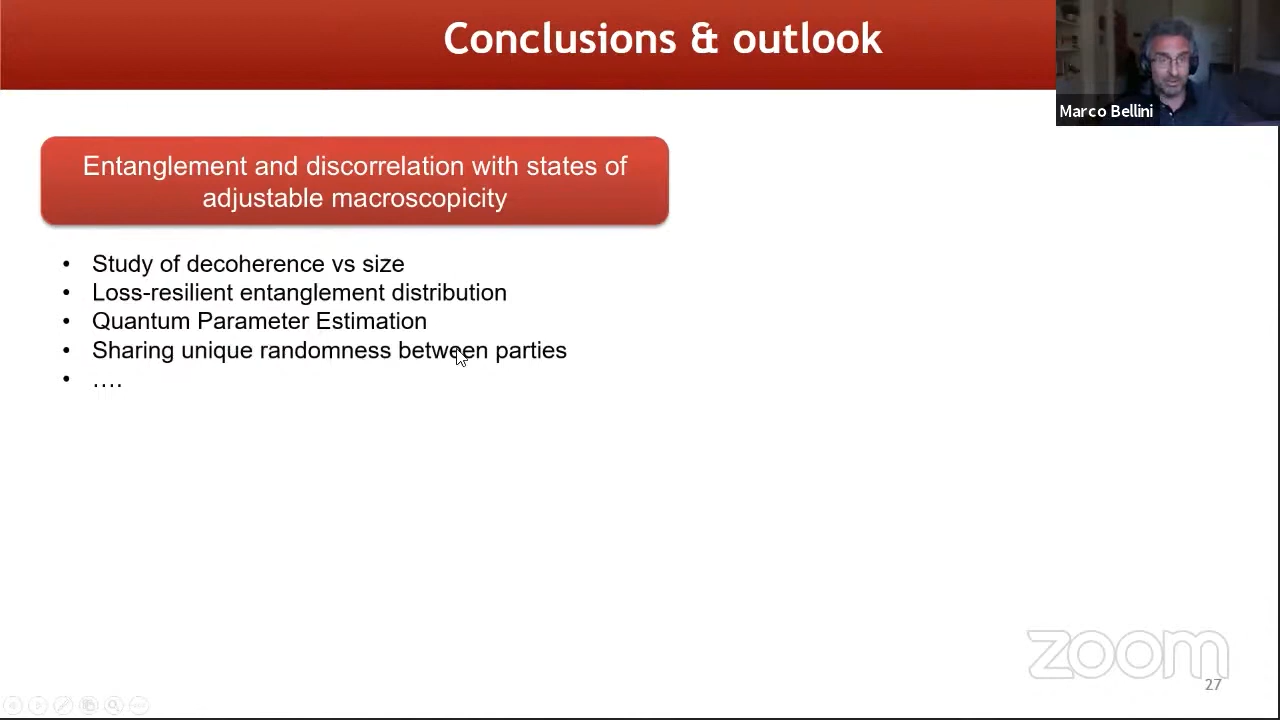 Conclusions & outlook
Marco Bellini
Entanglement and discorrelation with states of
adjustable macroscopicity
• Study of decoherence vs size
• Loss-resilient entanglement distribution
• Quantum Parameter Estimation
• Sharing unique randomness between parties
• ….
zoom
27